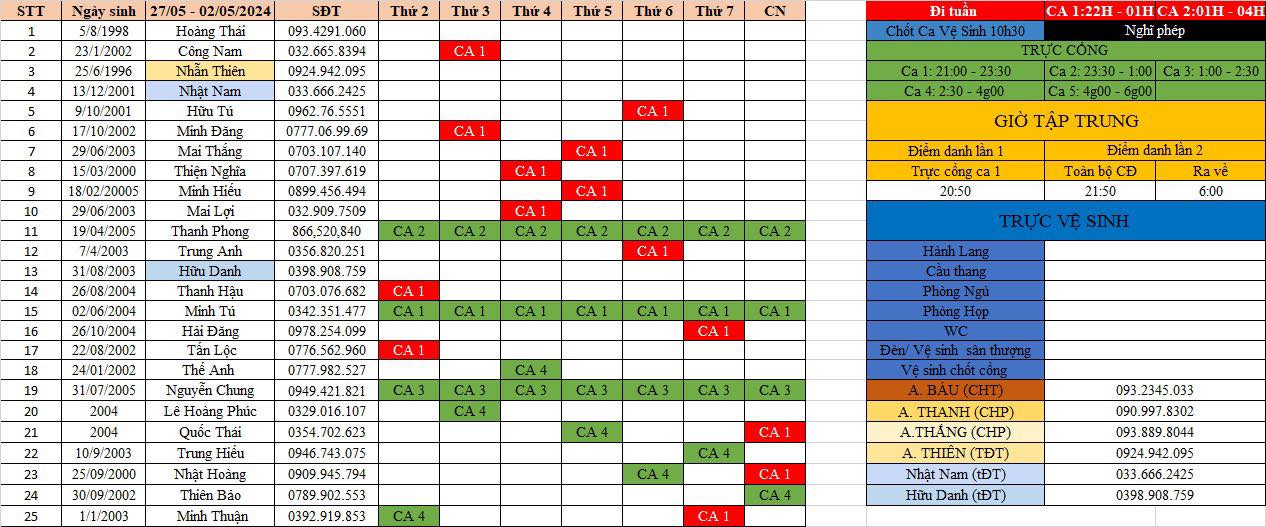 STT Ngày sinh 27/05 - 02/05/2024 SĐT Thứ 2 Thứ 3 Thứ 4 Thứ 5 Thứ 6 Thứ 7 CN Đi tuần CA 1:22H - 01H CA 2:01H - 04H
1 5/8/1998 Hoàng Thái 093.4291.060 Chốt Ca Vệ Sinh 10h30 Nghĩ phép
2 23/1/2002 Công Nam 032.665.8394 CA 1 TRỰC CỔNG
3 25/6/1996 Nhẫn Thiên 0924.942.095 Ca 1: 21:00 - 23:30 Ca 2: 23:30 - 1:00 Ca 3: 1:00 - 2:30
4 13/12/2001 Nhật Nam 033.666.2425 Ca 4: 2:30 - 4g00 Ca 5: 4g00 - 6g00
5 9/10/2001 Hữu Tú 0962.76.5551 CA 1 GIỜ TẬP TRUNG
6 17/10/2002 Minh Đăng 0777.06.99.69 CA 1
7 29/06/2003 Mai Thắng 0703.107.140 CA 1 Điểm danh lần 1 Điểm danh lần 2
8 15/03/2000 Thiện Nghĩa 0707.397.619 CA 1 Trực cổng ca 1 Toàn bộ CĐ Ra về
9 18/02/20005 Minh Hiếu 0899.456.494 CA 1 20:50 21:50 6:00
10 29/06/2003 Mai Lợi 032.909.7509 CA 1 TRỰC VỆ SINH
11 19/04/2005 Thanh Phong 866,520,840 CA 2 CA 2 CA 2 CA 2 CA 2 CA 2 CA 2
12 7/4/2003 Trung Anh 0356.820.251 CA 1 Hành Lang
13 31/08/2003 Hữu Danh 0398.908.759 Cầu thang
14 26/08/2004 Thanh Hậu 0703.076.682 CA 1 Phòng Ngủ
15 02/06/2004 Minh Tú 0342.351.477 CA 1 CA 1 CA 1 CA 1 CA 1 CA 1 CA 1 Phòng Họp
16 26/10/2004 Hải Đăng 0978.254.099 CA 1 WC
17 22/08/2002 Tấn Lộc 0776.562.960 CA 1 Đèn/ Vệ sinh sân thượng
18 24/01/2002 Thế Anh 0777.982.527 CA 4 Vệ sinh chốt cổng
19 31/07/2005 Nguyễn Chung 0949.421.821 CA 3 CA 3 CA 3 CA 3 CA 3 CA 3 CA 3 A. BÁU (CHT) 093.2345.033
20 2004 Lê Hoàng Phúc 0329.016.107 CA 4 A. THANH (CHP) 090.997.8302
21 2004 Quốc Thái 0354.702.623 CA 4 CA 1 A.THẮNG (CHP) 093.889.8044
22 10/9/2003 Trung Hiếu 0946.743.075 CA 4 A. THIÊN (TĐT) 0924.942.095
23 25/09/2000 Nhật Hoàng 0909.945.794 CA 4 CA 1 Nhật Nam (tĐT) 033.666.2425
24 30/09/2002 Thiên Bảo 0789.902.553 CA 4 Hữu Danh (tĐT) 0398.908.759
25 1/1/2003 Minh Thuận 0392.919.853 CA 4 CA 1